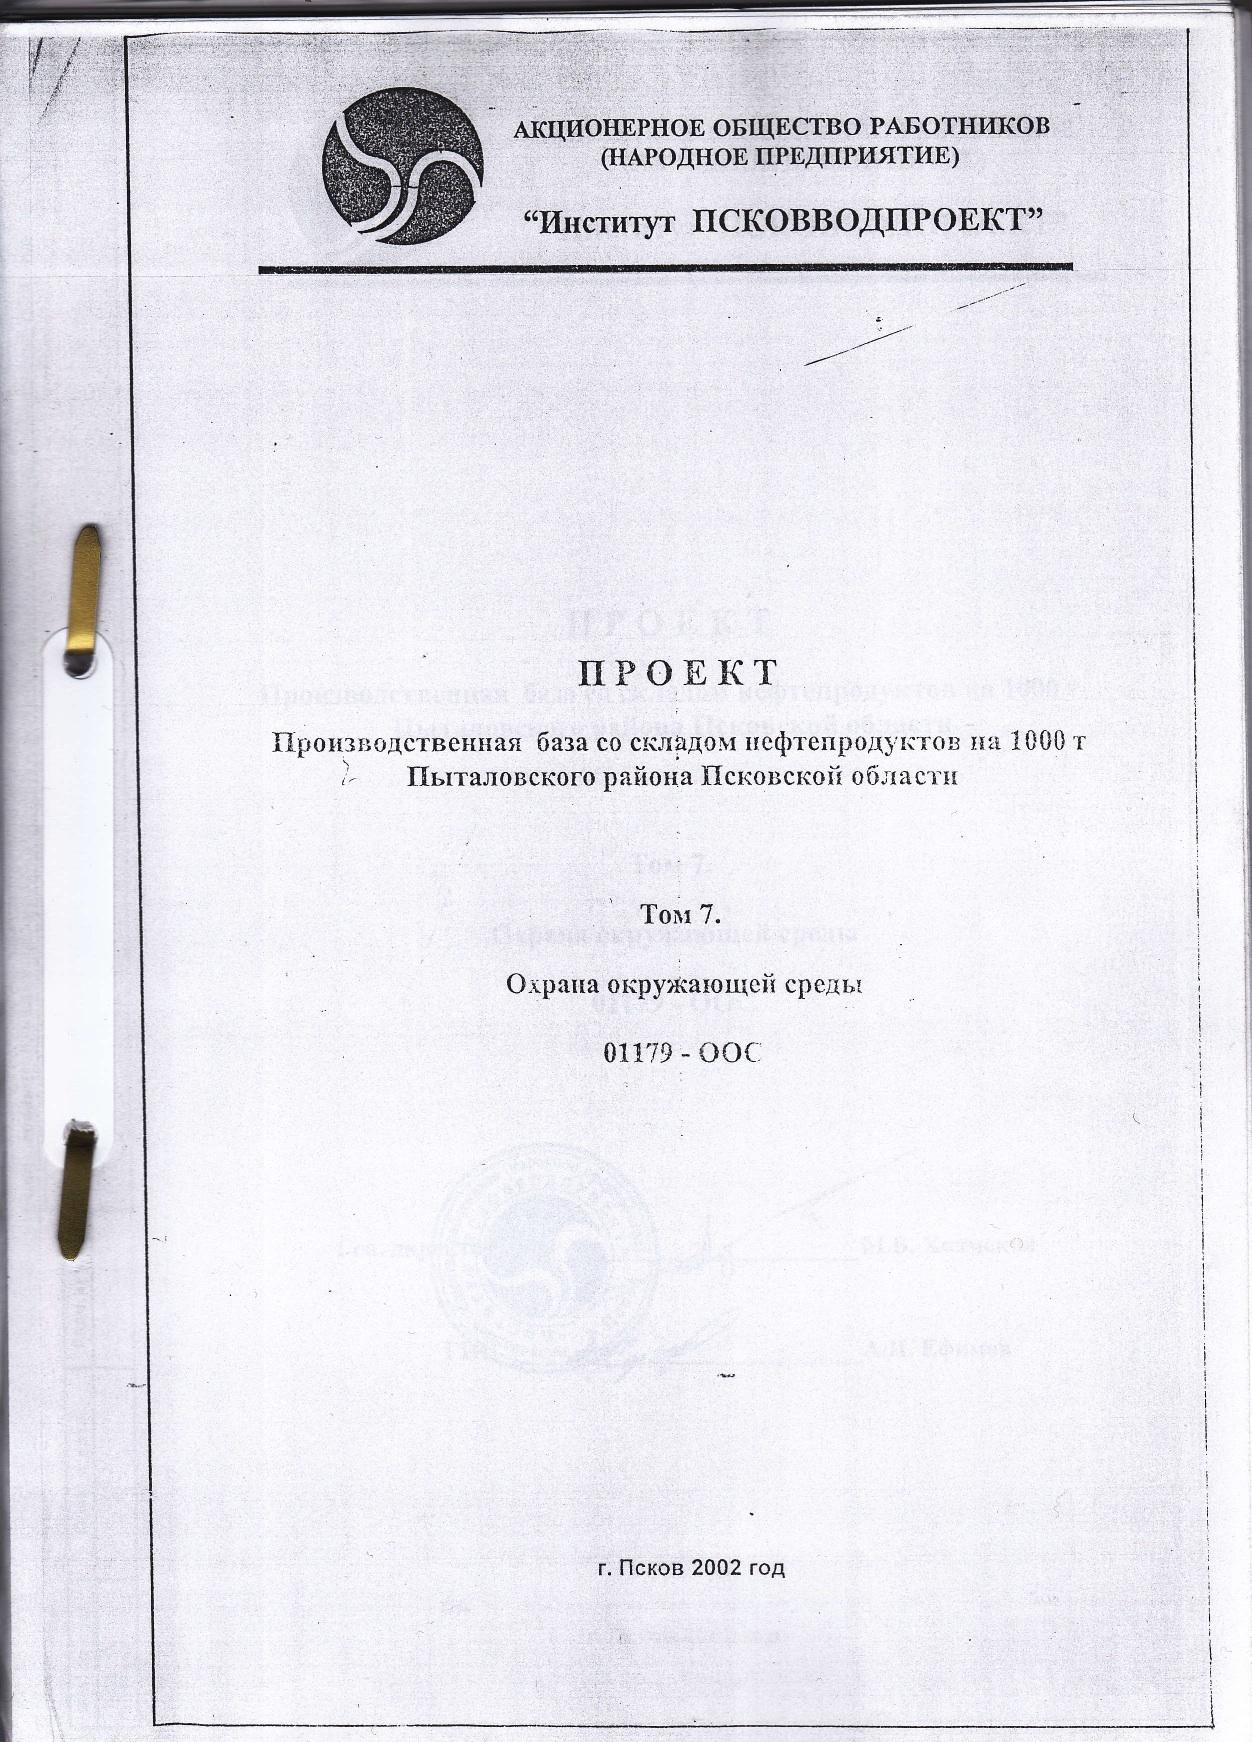 АКЦИОНЕРНОЕ ОБЩЕСТВО РАБОТНИКОВ
(НАРОДНОЕ ПРЕДПРИЯТИЕ)
“Институт ПСКОВВОДПРОЕКТ”
П Р О Е К Т
Производственная база со складом нефтепродуктов на 1000 т
Пыталовского района Псковской области
Том 7.
Охрана окружающей среды
01179 - ООС
г. Псков 2002 год